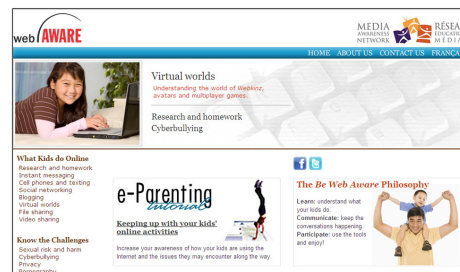 web AWARE
MEDIA
AWARENESS
NETWORK
RÉSEA
ÉDUCATIO
MÉDIA
HOME ABOUT US CONTACT US FRANÇA
Virtual worlds
Understanding the world of Webkinz,
avatars and multiplayer games.
Research and homework
Cyberbullying
What Kids do Online
Research and homework
Instant messaging
Cell phones and texting
Social networking
Blogging
Virtual worlds
File sharing
Video sharing
Know the Challenges
Sexual risk and harm
Cyberbullying
Privacy
Pornography
e-Parenting
tutorial
Keeping up with your kids'
online activities
Increase your awareness of how your kids are using the
Internet and the issues they may encounter along the way.
The Be Web Aware Philosophy
Learn: understand what
your kids do
Communicate: keep the
conversations happening.
Participate: use the tools
and enjoy!